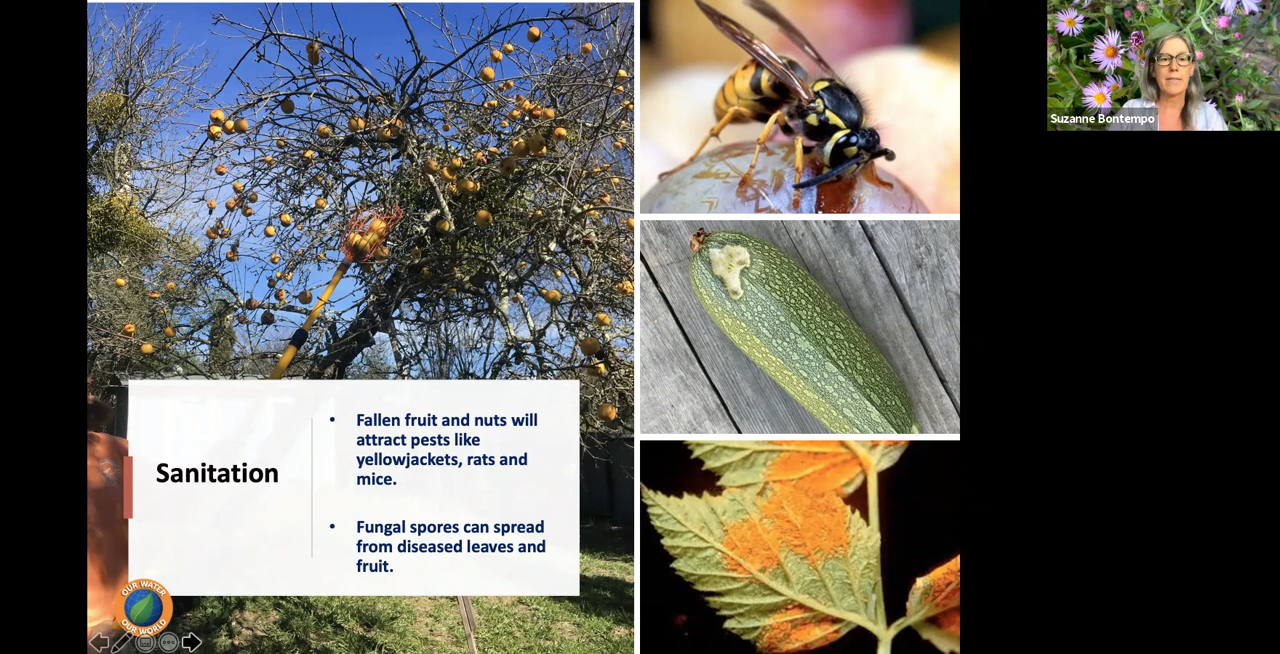 Suzanne Bontempo
Sanitation
• Fallen fruit and nuts will
attract pests like
yellowjackets, rats and
mice.
• Fungal spores can spread
from diseased leaves and
fruit.
OUR WATER
OUR WORLD